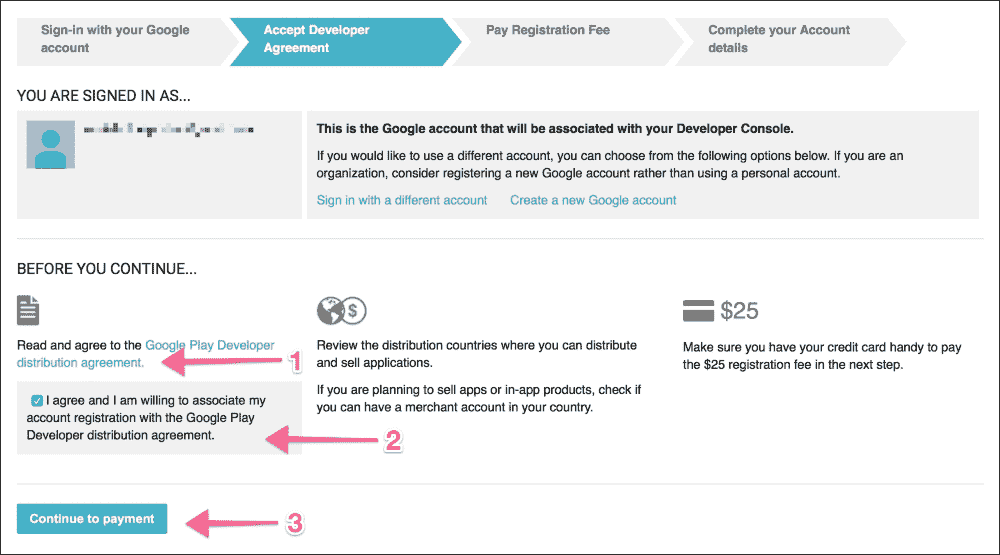 Sign-in with your Google
account
Accept Developer
Agreement
Pay Registration Fee
Complete your Account
details
YOU ARE SIGNED IN AS...
This is the Google account that will be associated with your Developer Console.
If you would like to use a different account, you can choose from the following options below. If you are an
organization, consider registering a new Google account rather than using a personal account.
Sign in with a different account
Create a new Google account
BEFORE YOU CONTINUE...
Read and agree to the Google Play Developer
distribution agreement.
1
I agree and I am willing to associate my
account registration with the Google Play
Developer distribution agreement.
2
$
Review the distribution countries where you can distribute
and sell applications.
If you are planning to sell apps or in-app products, check if
you can have a merchant account in your country.
$25
Make sure you have your credit card handy to pay
the $25 registration fee in the next step.
Continue to payment
3